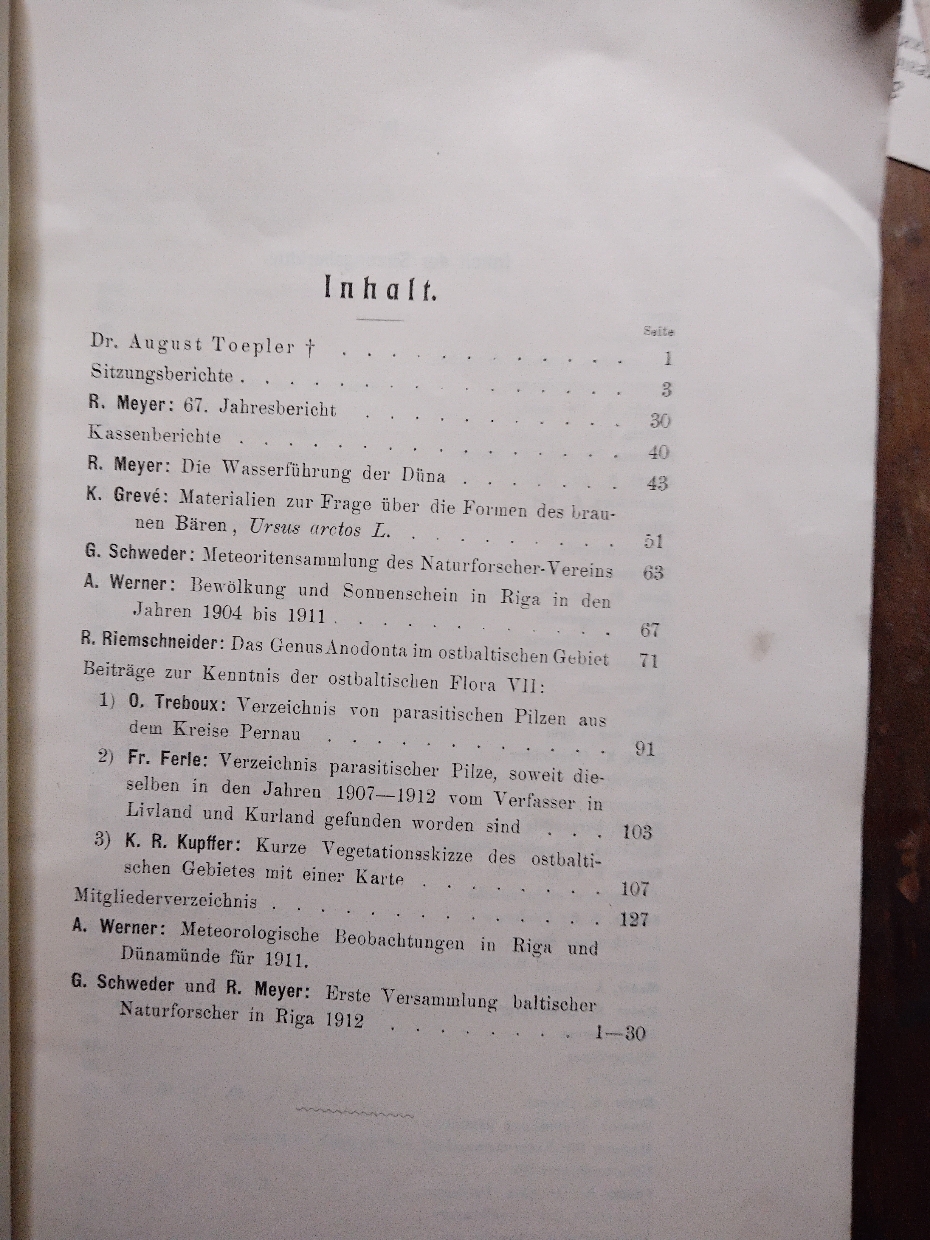 Inhalt.
Seite
Dr. August Toepler † . . . . . . . . . . . . 1
Sitzungsberichte . . . . . . . . . . . . . . . 3
R. Meyer: 67. Jahresbericht . . . . . . . . . . 30
Kassenberichte . . . . . . . . . . . . . . . 40
R. Meyer: Die Wasserführung der Düna . . . . . . 43
K. Grevé: Materialien zur Frage über die Formen des brau-
nen Bären, Ursus arctos L. . . . . . . . . . 51
G. Schweder: Meteoritensammlung des Naturforscher-Vereins 63
A. Werner: Bewölkung und Sonnenschein in Riga in den
Jahren 1904 bis 1911 . . . . . . . . . . . . 67
R. Riemschneider: Das Genus Anodonta im ostbaltischen Gebiet 71
Beiträge zur Kenntnis der ostbaltischen Flora VII:
1) O. Treboux: Verzeichnis von parasitischen Pilzen aus
dem Kreise Pernau . . . . . . . . . . . . 91
2) Fr. Ferle: Verzeichnis parasitischer Pilze, soweit die-
selben in den Jahren 1907—1912 vom Verfasser in
Livland und Kurland gefunden worden sind . . . 103
3) K. R. Kupffer: Kurze Vegetationsskizze des ostbalti-
schen Gebietes mit einer Karte . . . . . . . . 107
Mitgliederverzeichnis . . . . . . . . . . . . . . 127
A. Werner: Meteorologische Beobachtungen in Riga und
Dünamünde für 1911.
G. Schweder und R. Meyer: Erste Versammlung baltischer
Naturforscher in Riga 1912 . . . . . . . . 1—30